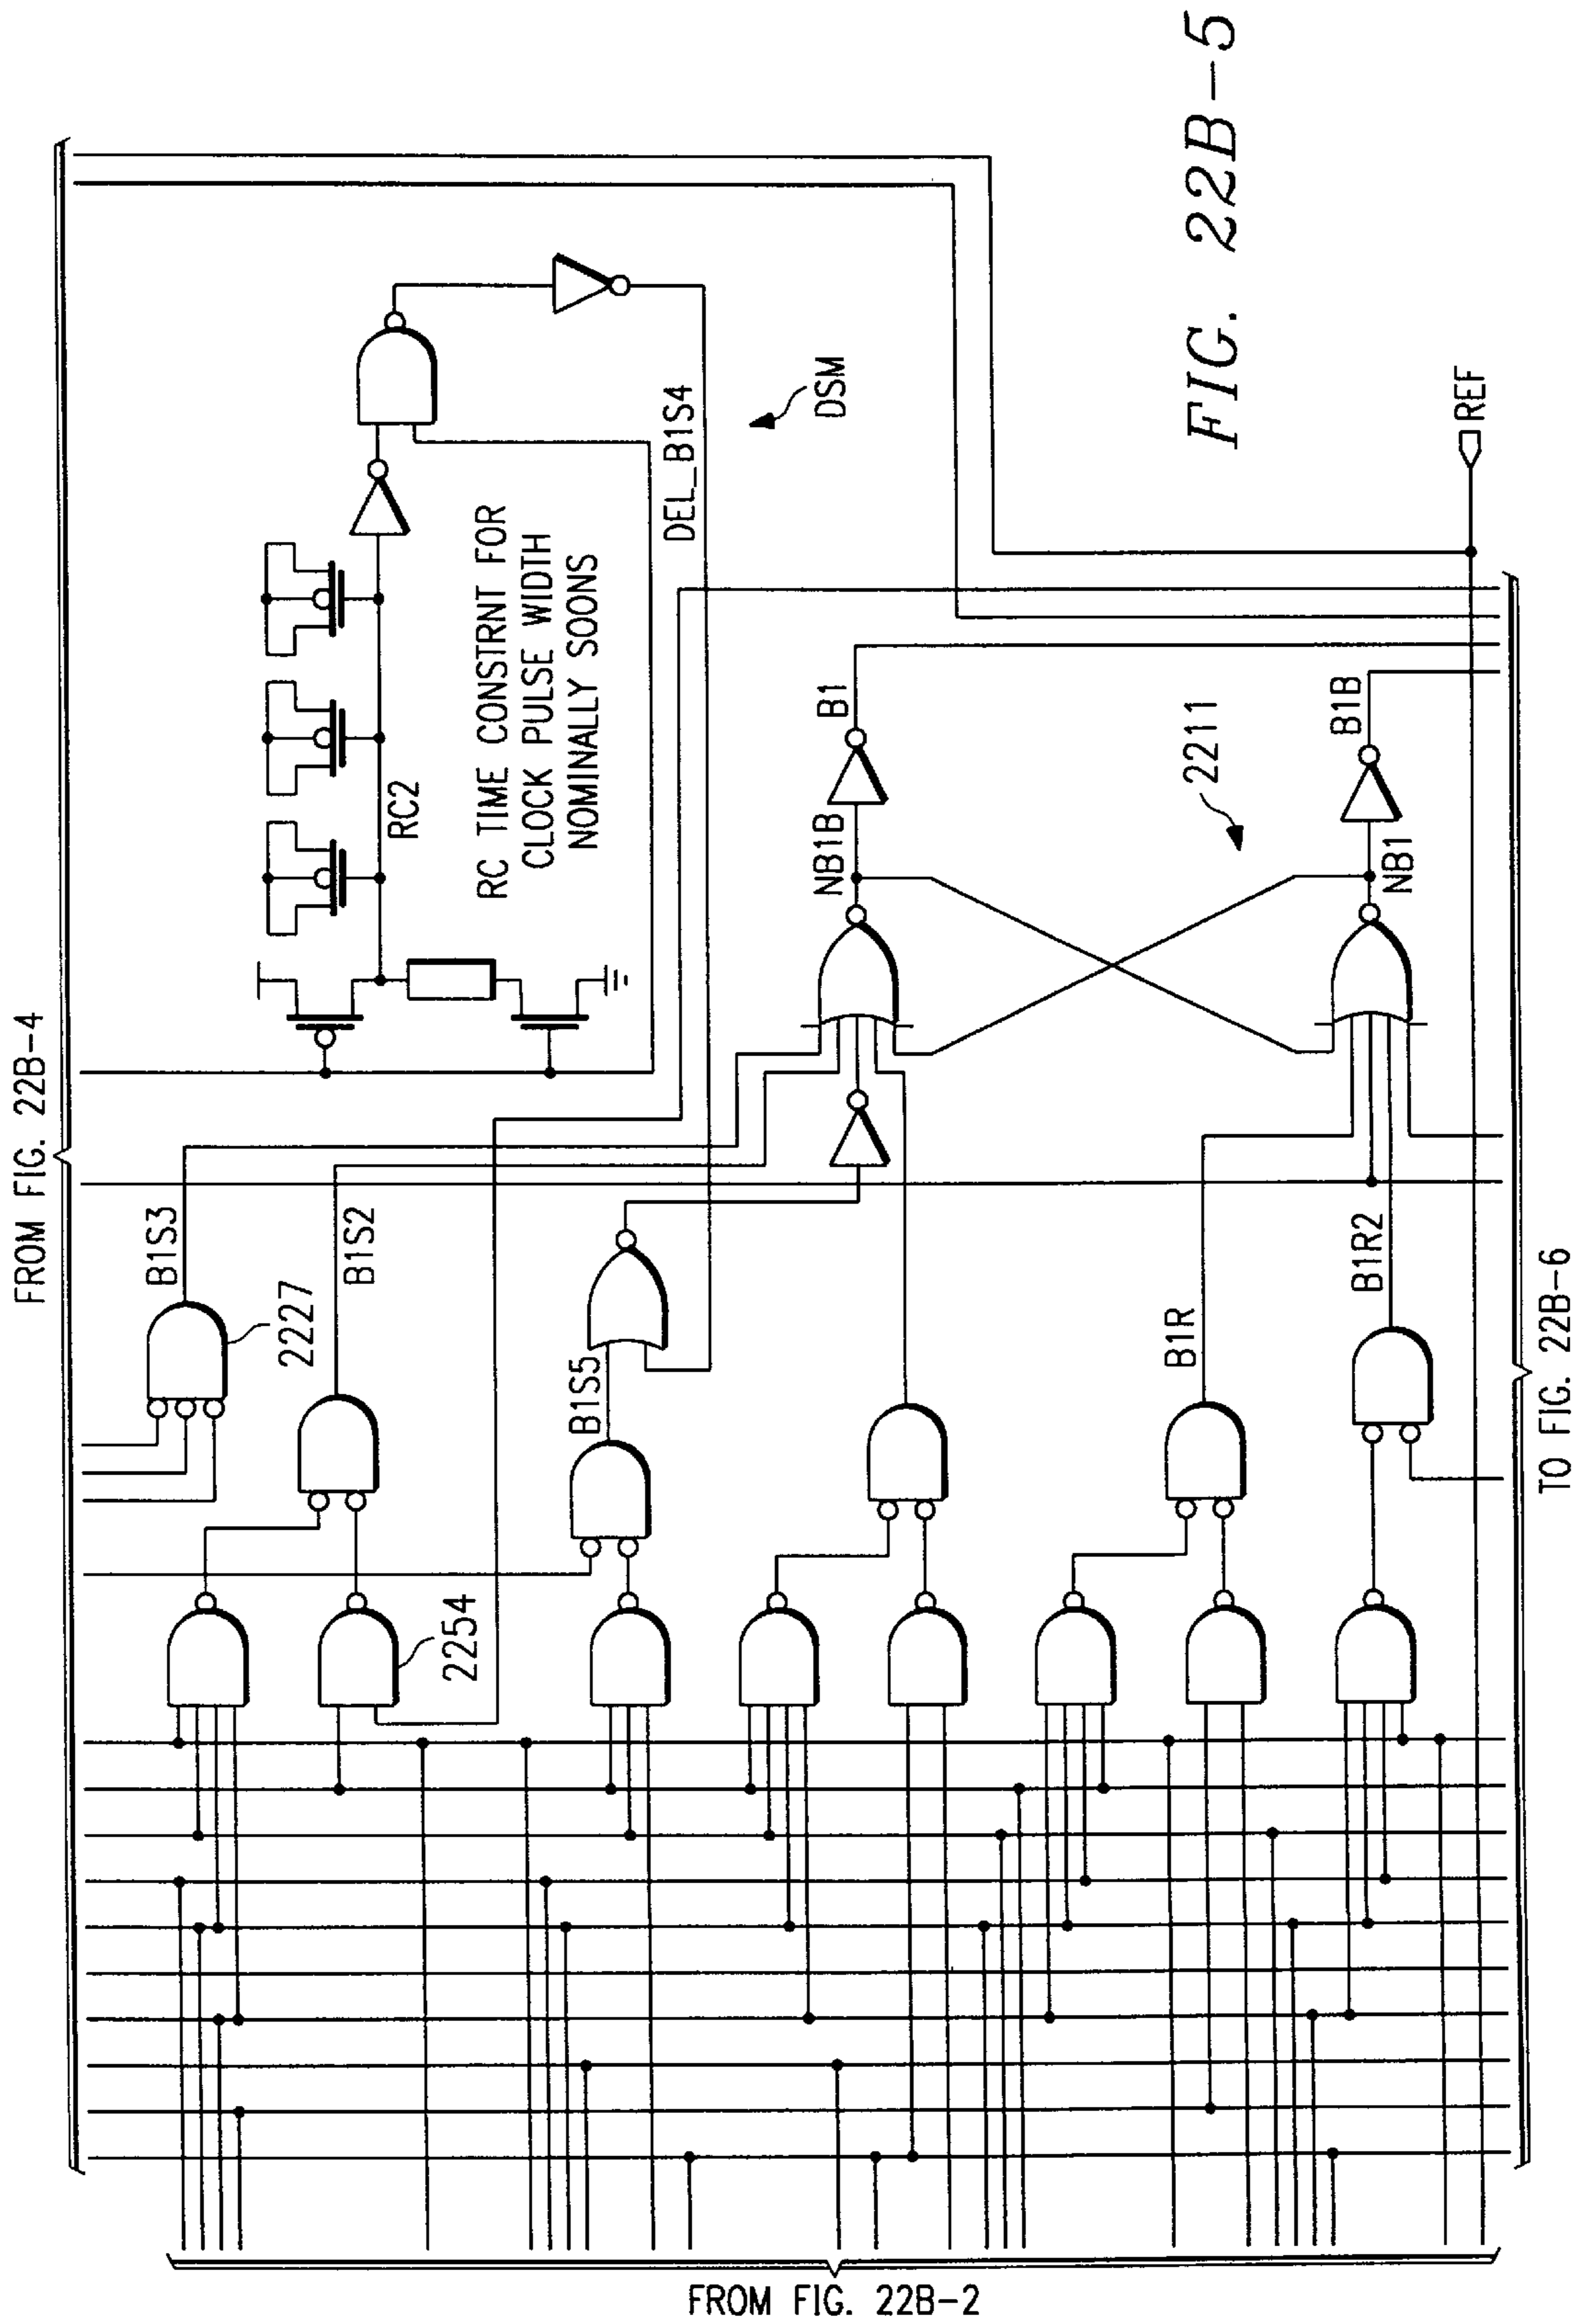 FROM FIG. 22B-4
FIG. 22B-5
B1S3
2227
B1S2
2254
B1S5
RC2
RC TIME CONSTRNT FOR
CLOCK PULSE WIDTH
NOMINALLY SOONS
DEL_B1S4
DSM
NB1B
B1
2211
B1R
B1R2
NB1
B1B
REF
TO FIG. 22B-6
FROM FIG. 22B-2